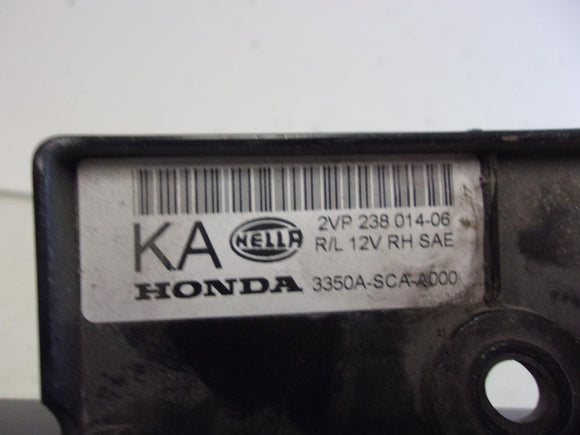 KA HELLA 2VP 238 014-06
R/L 12V RH SAE
HONDA 3350A-SCA-A000